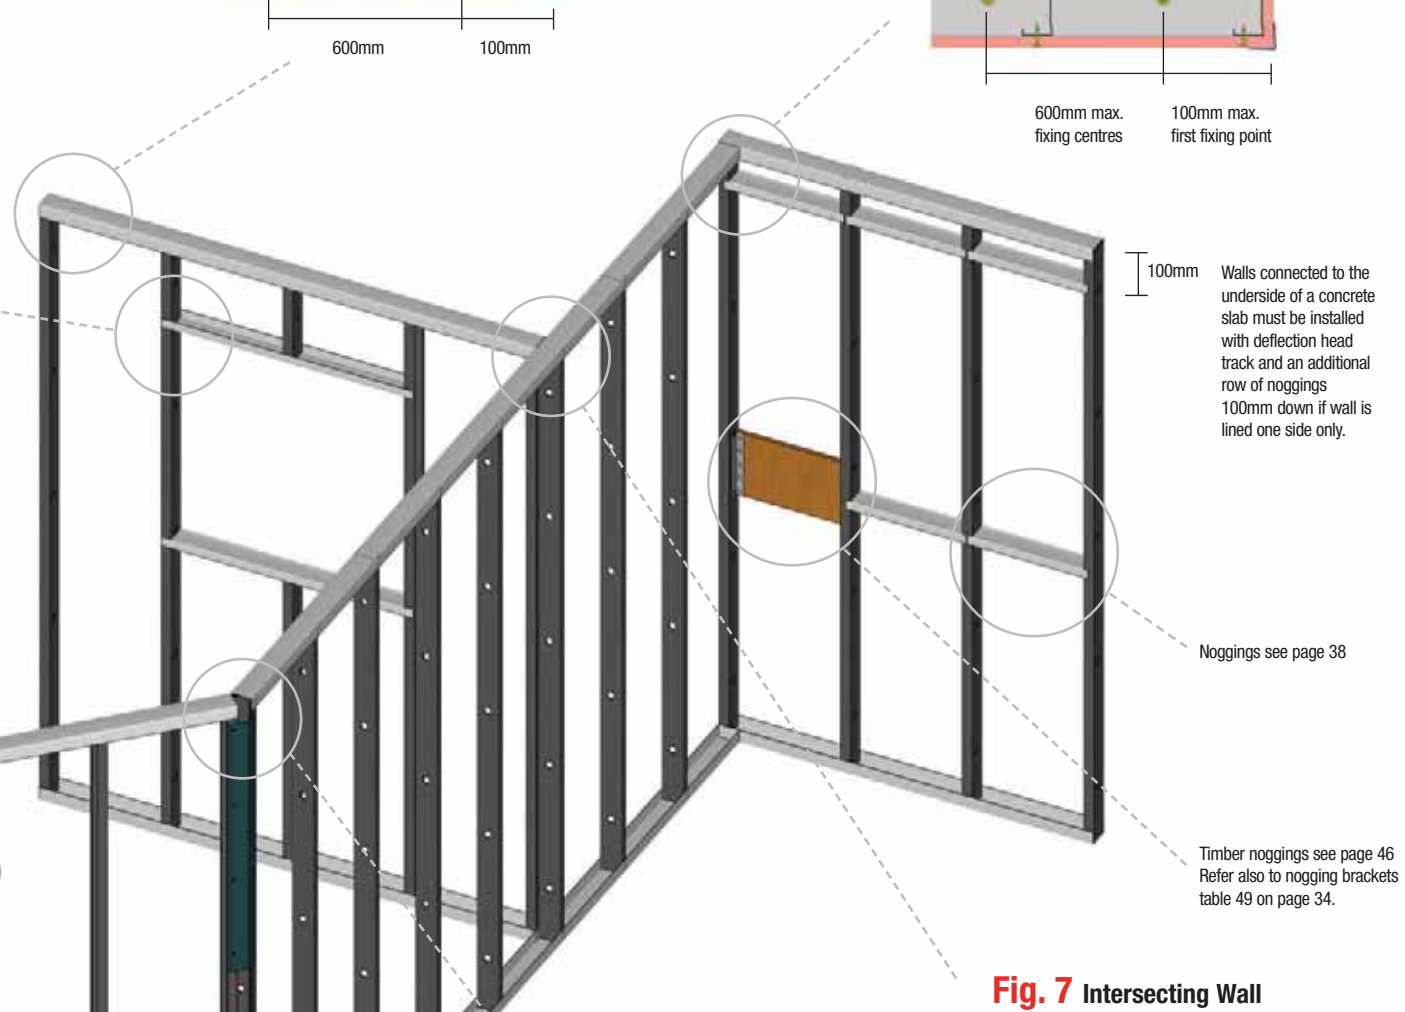 600mm
100mm
600mm max.
fixing centres
100mm max.
first fixing point
100mm
Walls connected to the
underside of a concrete
slab must be installed
with deflection head
track and an additional
row of noggings
100mm down if wall is
lined one side only.
Noggings see page 38
Timber noggings see page 46
Refer also to nogging brackets
table 49 on page 34.
Fig. 7 Intersecting Wall